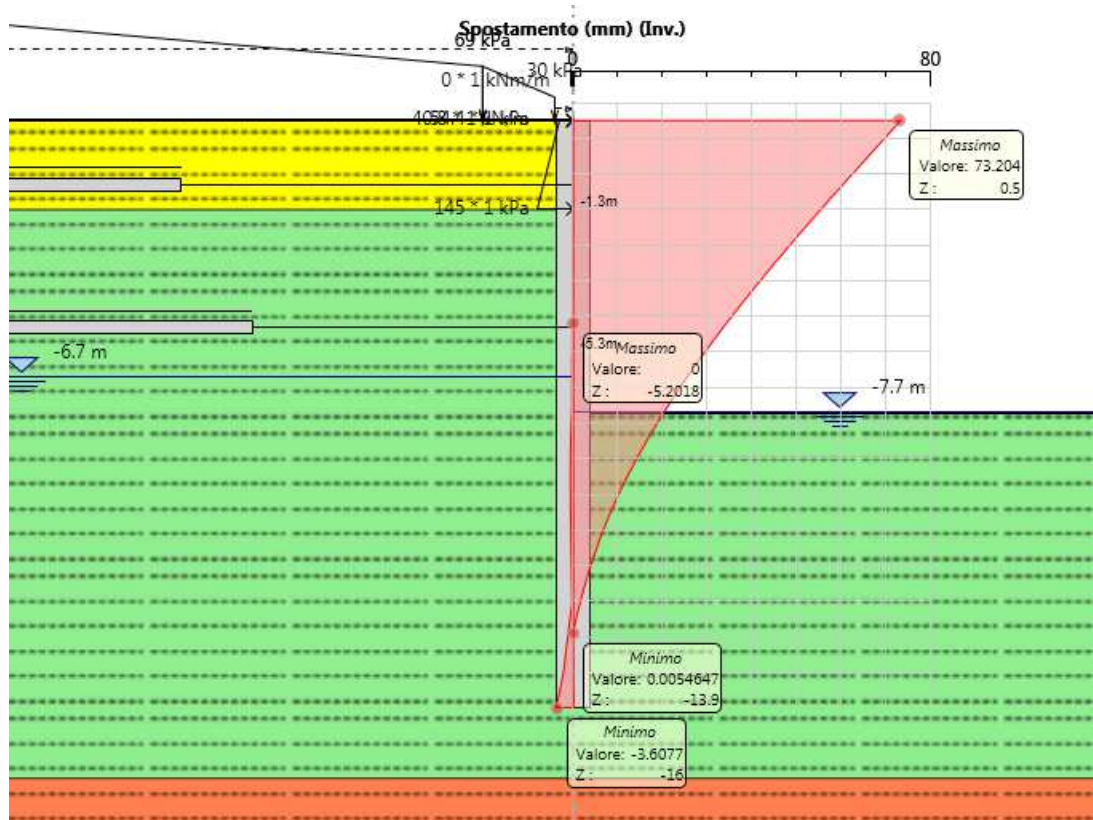 Spostamento (mm) (Inv.)
69 kPa
0
80
30 kPa
0 * 1 kNm/m
Massimo
Valore: 73.204
Z : 0.5
-1.3m
145 * 1 kPa
-5.3m
Massimo
Valore: 0
Z : -5.2018
-6.7 m
-7.7 m
Minimo
Valore: 0.0054647
Z : -13.9
Minimo
Valore: -3.6077
Z : -16